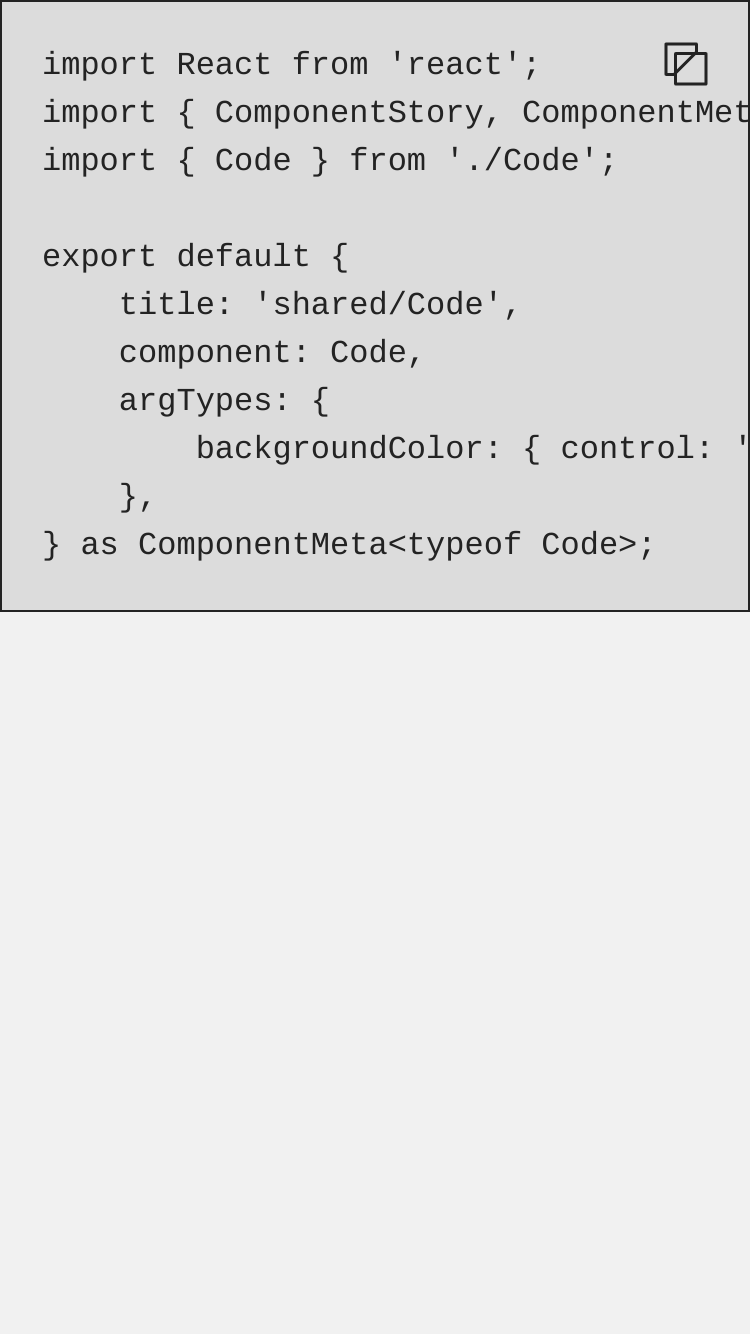 import React from 'react';
import { ComponentStory, ComponentMet
import { Code } from './Code';

export default {
    title: 'shared/Code',
    component: Code,
    argTypes: {
        backgroundColor: { control: '
    },
} as ComponentMeta<typeof Code>;